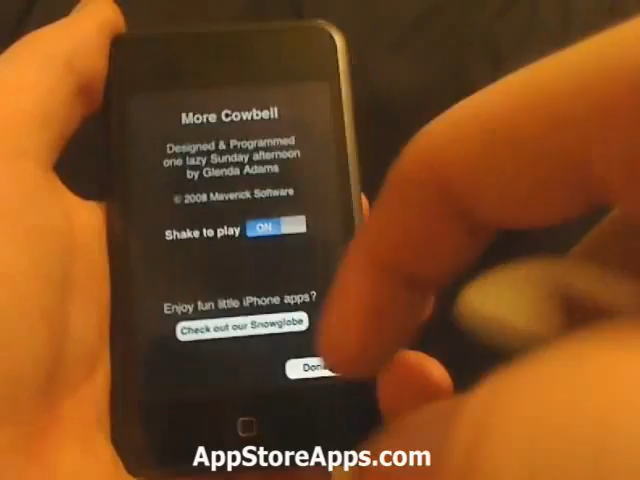 More Cowbell
Designed & Programmed
one lazy Sunday afternoon
by Glenda Adams
© 2008 Maverick Software
Shake to play ON
Enjoy fun little iPhone apps?
Check out our Snowglobe
AppStoreApps.com